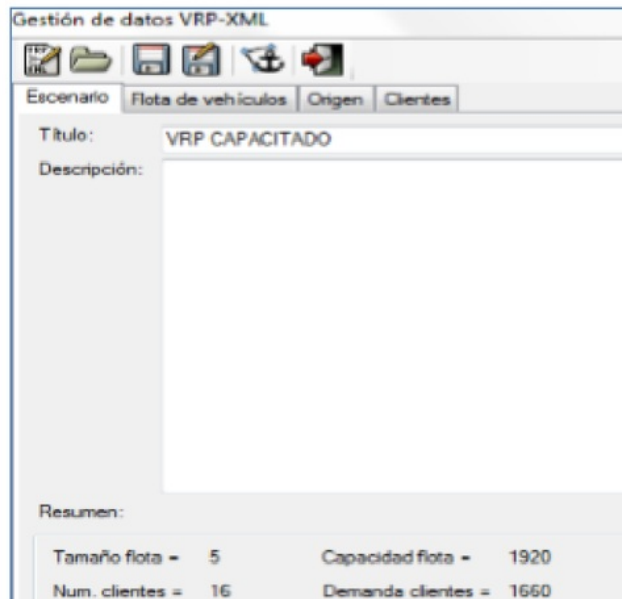 Gestión de datos VRP-XML
Escenario Flota de vehículos Origen Clientes
Título: VRP CAPACITADO
Descripción:
Resumen:
Tamaño flota = 5 Capacidad flota = 1920
Num. clientes = 16 Demanda clientes = 1660